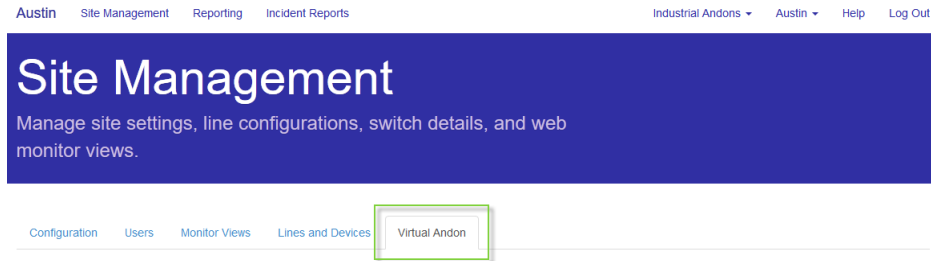 Austin Site Management Reporting Incident Reports Industrial Andons Austin Help Log Out
Site Management
Manage site settings, line configurations, switch details, and web
monitor views.
Configuration Users Monitor Views Lines and Devices Virtual Andon